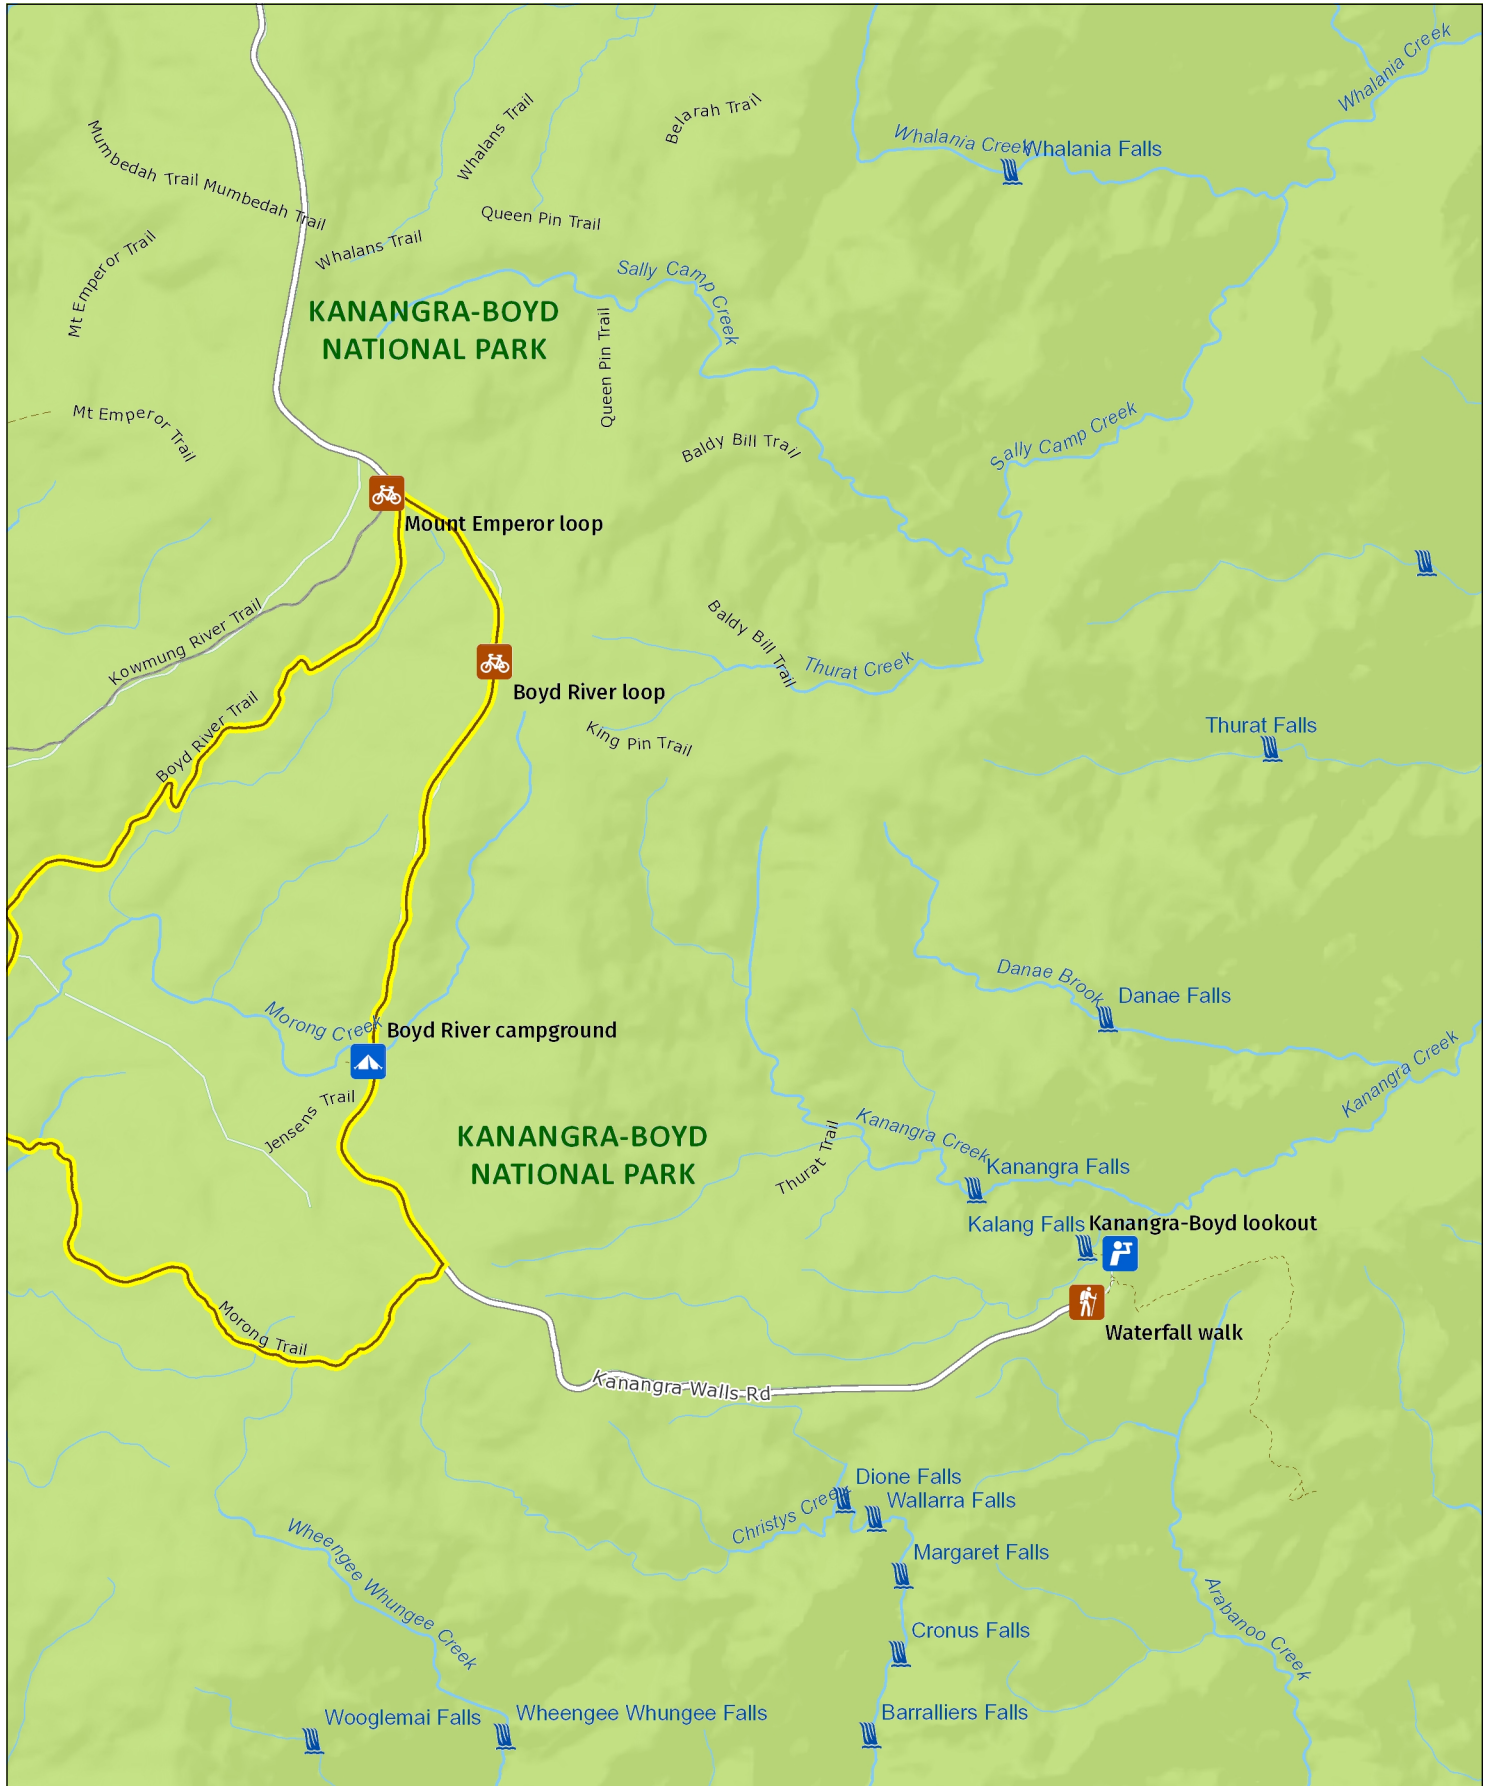 Whalania Creek
Whalans Trail
Belarah Trail
Mumbedah Trail
Mumbedah Trail
Whalania Creek
Whalania Falls
Queen Pin Trail
Mt Emperor Trail
Whalans Trail
Sally Camp Creek
KANANGRA-BOYD
NATIONAL PARK
Queen Pin Trail
Mt Emperor Trail
Baldy Bill Trail
Sally Camp Creek
Mount Emperor loop
Kowmung River Trail
Baldy Bill Trail
Thurat Creek
Boyd River loop
Boyd River Trail
King Pin Trail
Thurat Falls
Danae Brook
Danae Falls
Morong Creek
Boyd River campground
Kanangra Creek
Jensens Trail
KANANGRA-BOYD
NATIONAL PARK
Thurat Trail
Kanangra Creek
Kanangra Falls
Kalang Falls
Kanangra-Boyd lookout
Morong Trail
Waterfall walk
Kanangra Walls Rd
Dione Falls
Christys Creek
Wallarra Falls
Wheengee Whungee Creek
Margaret Falls
Arabanoo Creek
Cronus Falls
Wooglemai Falls
Wheengee Whungee Falls
Barralliers Falls